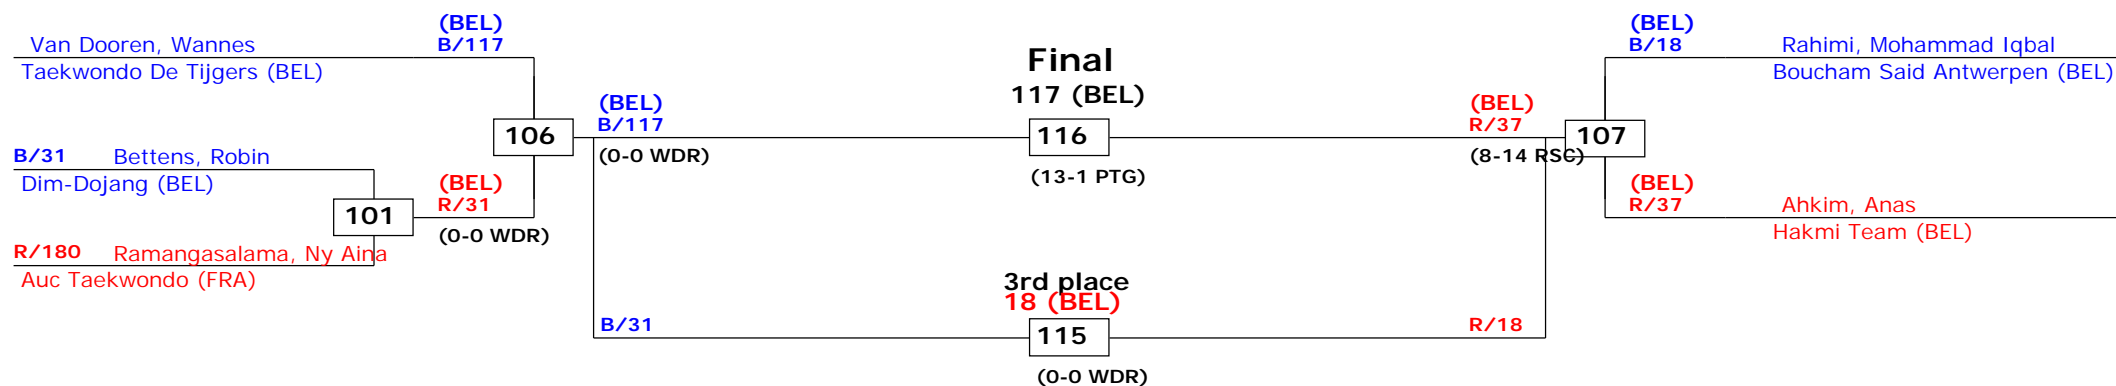 (BEL)
B/117
Van Dooren, Wannes
Taekwondo De Tijgers (BEL)
B/31 Bettens, Robin
Dim-Dojang (BEL)
101
R/180 Ramangasalama, Ny Aina
Auc Taekwondo (FRA)
(BEL)
R/31
(0-0 WDR)
106
(BEL)
B/117
(0-0 WDR)
Final
117 (BEL)
116
(13-1 PTG)
3rd place
18 (BEL)
B/31
115
R/18
(0-0 WDR)
(BEL)
R/37
(8-14 RSC)
107
(BEL)
B/18
Rahimi, Mohammad Iqbal
Boucham Said Antwerpen (BEL)
(BEL)
R/37
Ahkim, Anas
Hakmi Team (BEL)